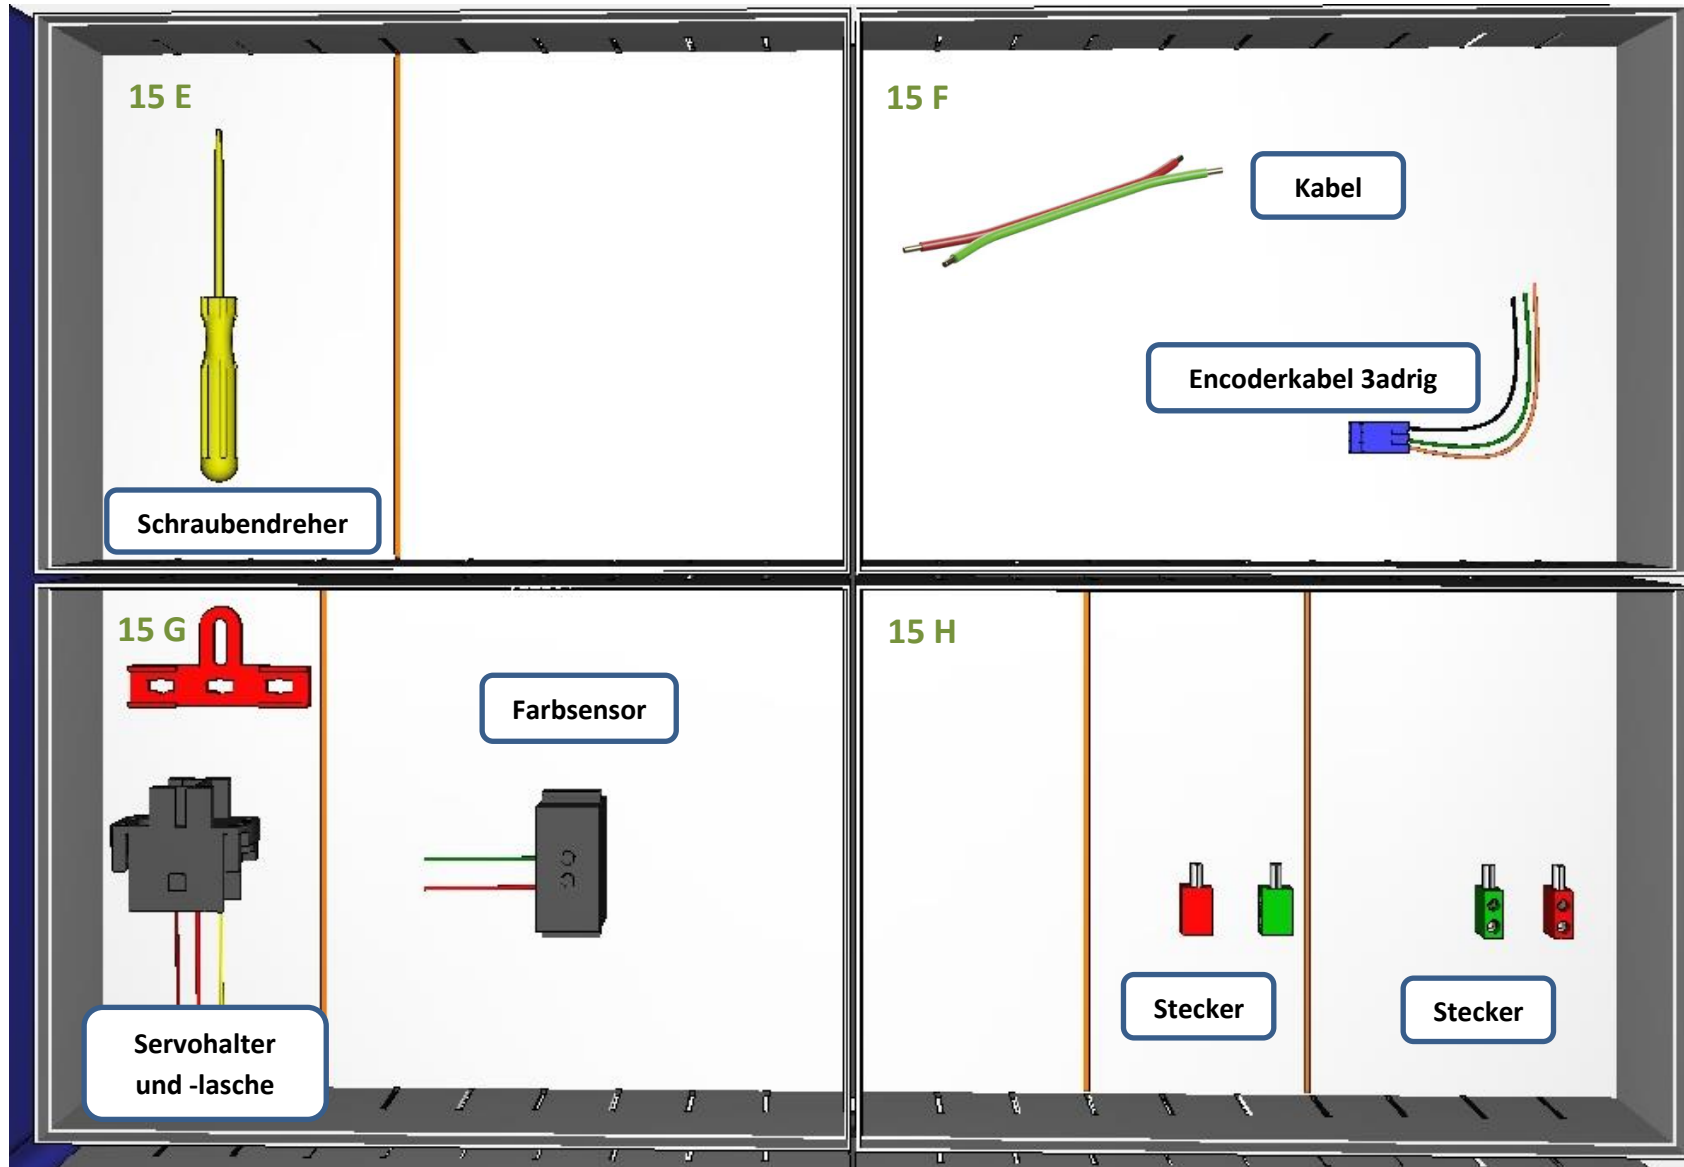 15 E
Schraubendreher
15 F
Kabel
Encoderkabel 3adrig
15 G
Farbsensor
Servohalter
und -lasche
15 H
Stecker
Stecker